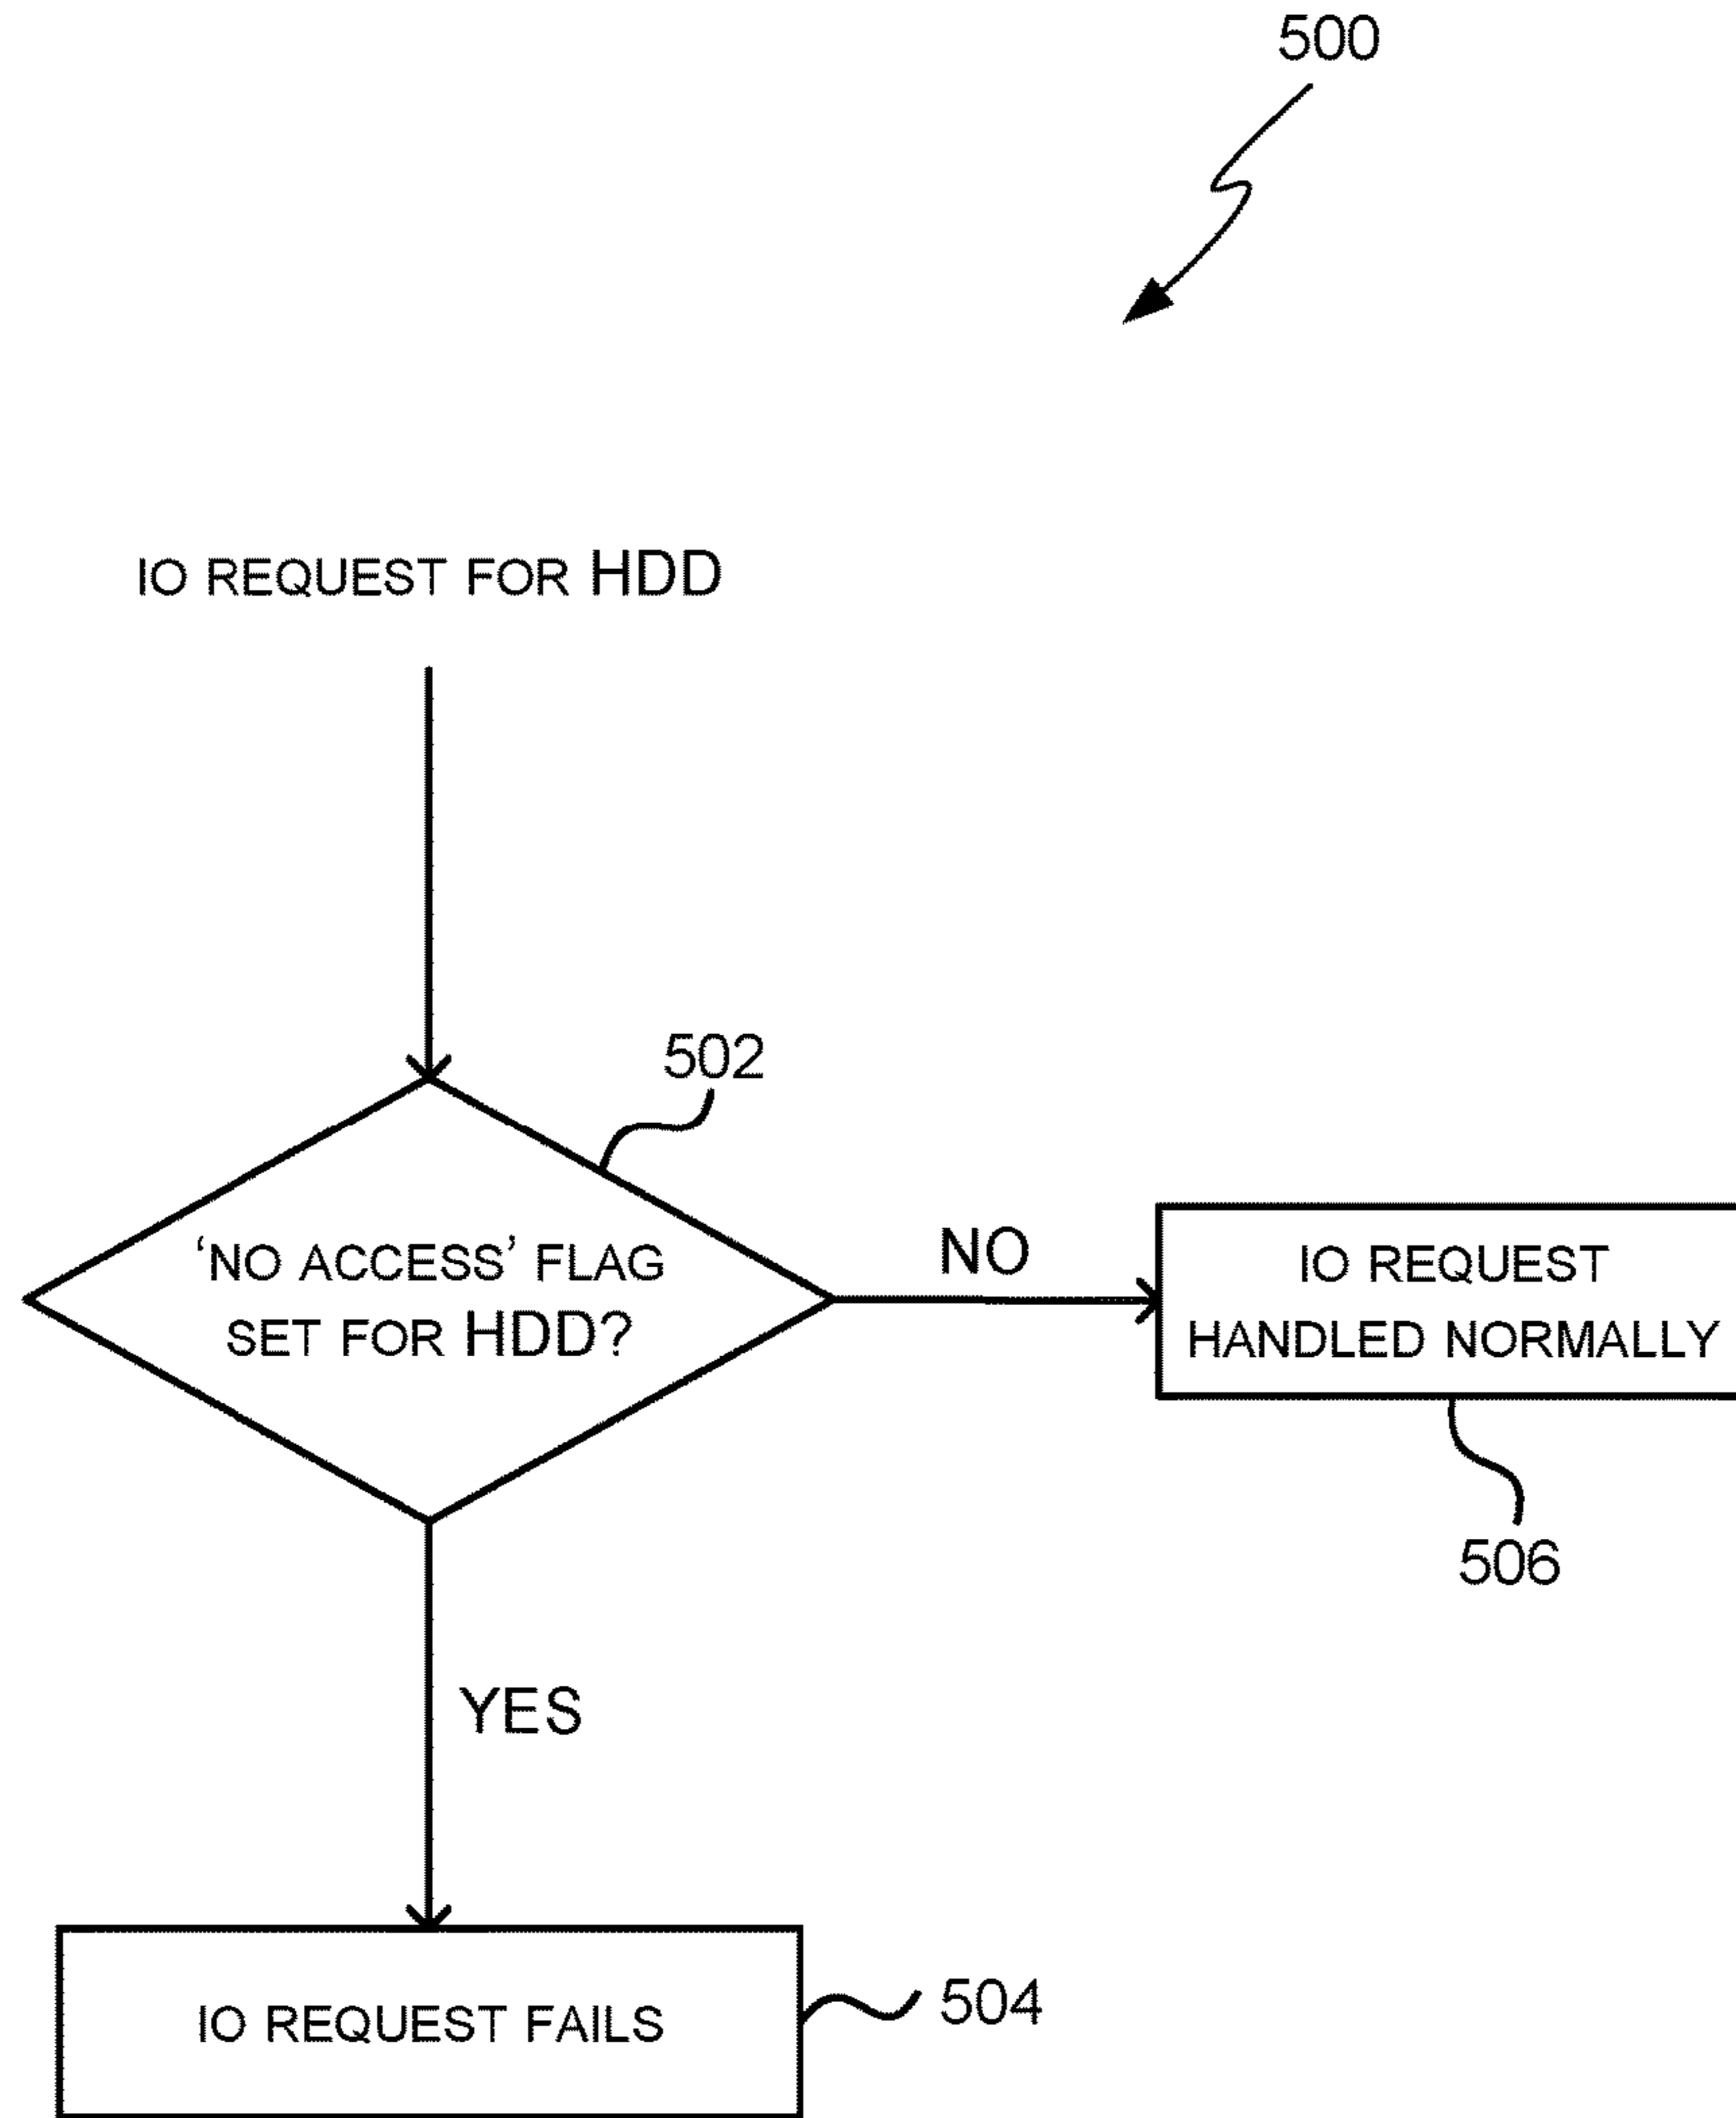 500
IO REQUEST FOR HDD
502
'NO ACCESS' FLAG
SET FOR HDD?
NO
IO REQUEST
HANDLED NORMALLY
506
YES
IO REQUEST FAILS
504